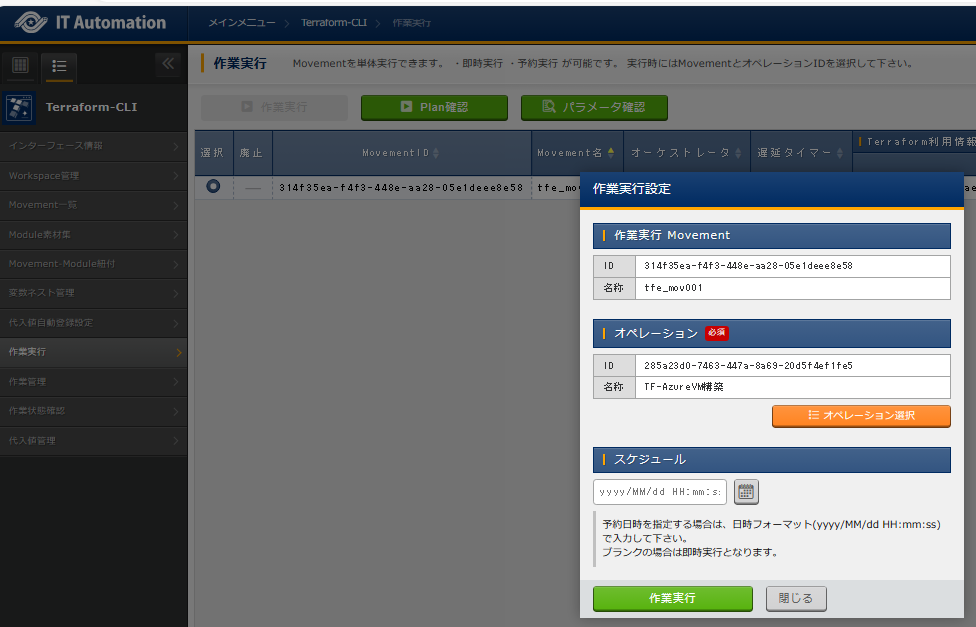 IT Automation
メインメニュー > Terraform-CLI > 作業実行
Terraform-CLI
インターフェース情報
Workspace管理
Movement一覧
Module素材集
Movement-Module紐付
変数ネスト管理
代入値自動登録設定
作業実行
作業管理
作業状態確認
代入値管理
作業実行 Movementを単体実行できます。 ・即時実行 ・予約実行 が可能です。 実行時にはMovementとオペレーションIDを選択して下さい。
作業実行 Plan確認 パラメータ確認
選択 廃止 MovementID Movement名 オーケストレータ 遅延タイマー Terraform利用情報
314f35ea-f4f3-448e-aa28-05e1deee8e58 tfe_mov
作業実行設定
作業実行 Movement
ID 314f35ea-f4f3-448e-aa28-05e1deee8e58
名称 tfe_mov001
オペレーション 必須
ID 285a23d0-7463-447a-8a69-20d5f4ef1fe5
名称 TF-AzureVM構築
オペレーション選択
スケジュール
yyyy/MM/dd HH:mm:s
予約日時を指定する場合は、日時フォーマット(yyyy/MM/dd HH:mm:ss)
で入力して下さい。
ブランクの場合は即時実行となります。
作業実行 閉じる